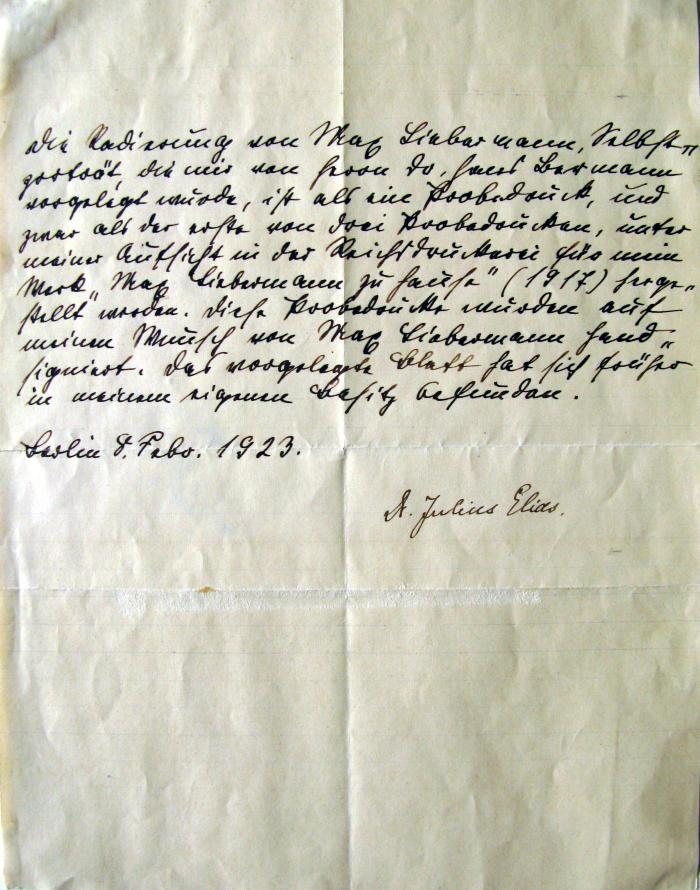 Die Radierung von Max Liebermann, Selbst-
porträt, die mir von Herrn Dr. Hans Bermann
vorgelegt wurde, ist als ein Probedruck, und
zwar als der erste von drei Probedrucken, unter
meiner Aufsicht in der Reichsdruckerei für mein
Werk „Max Liebermann zu Hause" (1917) herge-
stellt worden. Diese Probedrucke wurden auf
meinen Wunsch von Max Liebermann hand-
signiert. Das vorgelegte Blatt hat sich früher
in meinem eigenen Besitz befunden.
Berlin 8. Febr. 1923.
Dr. Julius Elias.